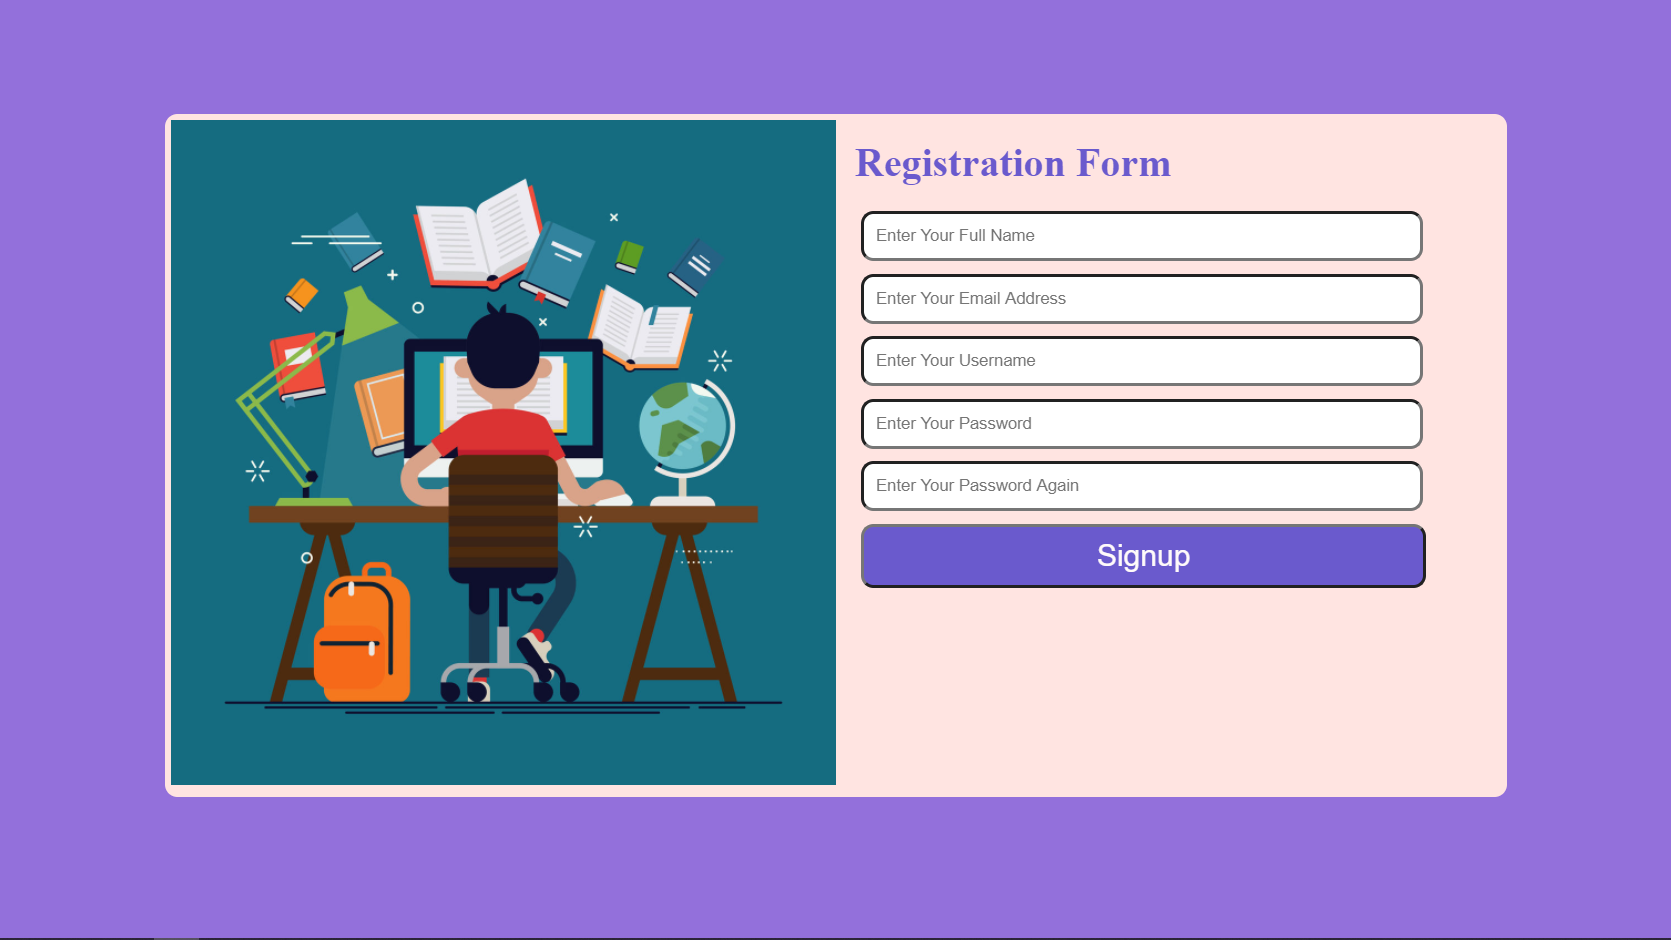 Registration Form
Enter Your Full Name
Enter Your Email Address
Enter Your Username
Enter Your Password
Enter Your Password Again
Signup